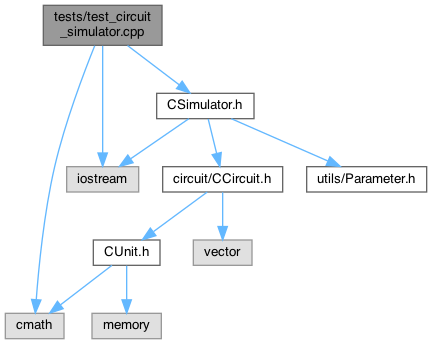 tests/test_circuit
_simulator.cpp
CSimulator.h
iostream
circuit/CCircuit.h
utils/Parameter.h
CUnit.h
vector
cmath
memory